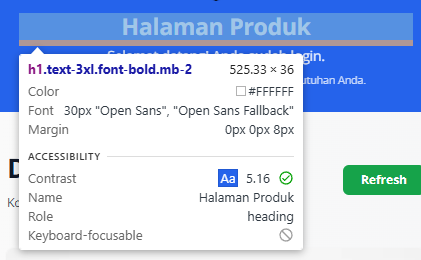 Halaman Produk
Selamat datang! Anda sudah login.
utuhan Anda.
h1.text-3xl.font-bold.mb-2 525.33 × 36
Color #FFFFFF
Font 30px "Open Sans", "Open Sans Fallback"
Margin 0px 0px 8px
ACCESSIBILITY
Contrast Aa 5.16
Name Halaman Produk
Role heading
Keyboard-focusable
Refresh